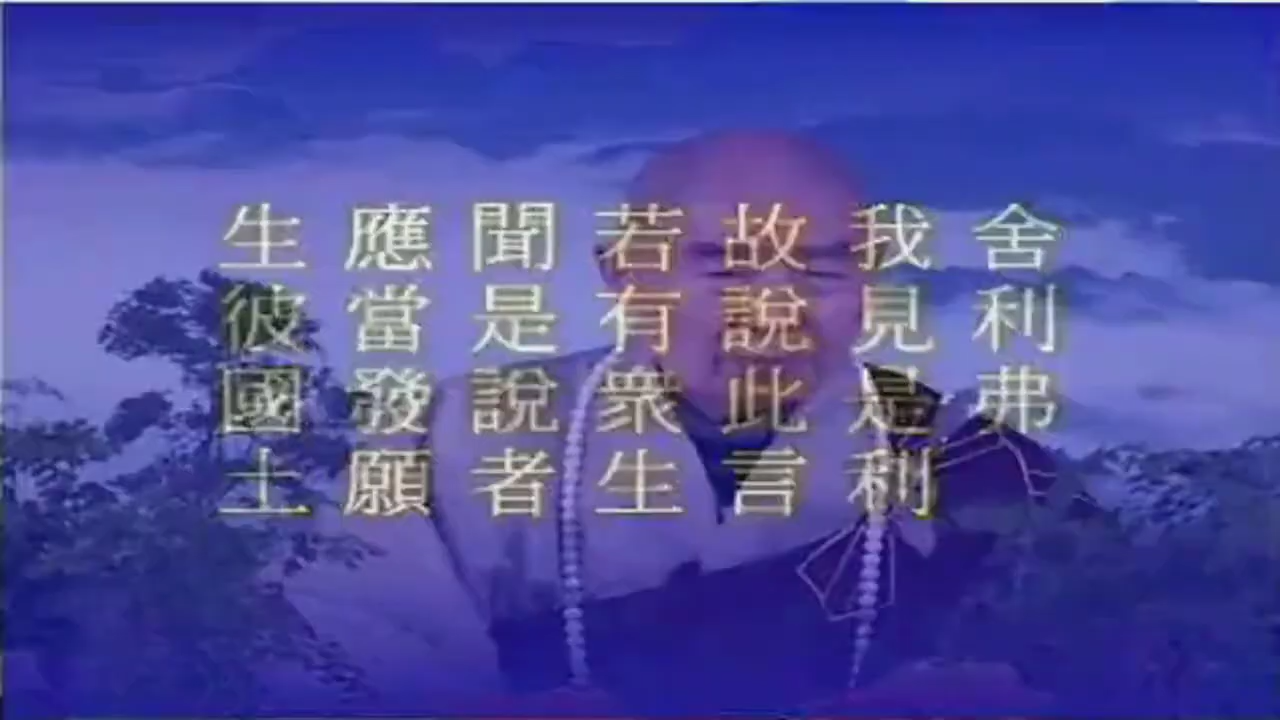 舍利弗
我見是利
故說此言
若有眾生
聞是說者
應當發願
生彼國土